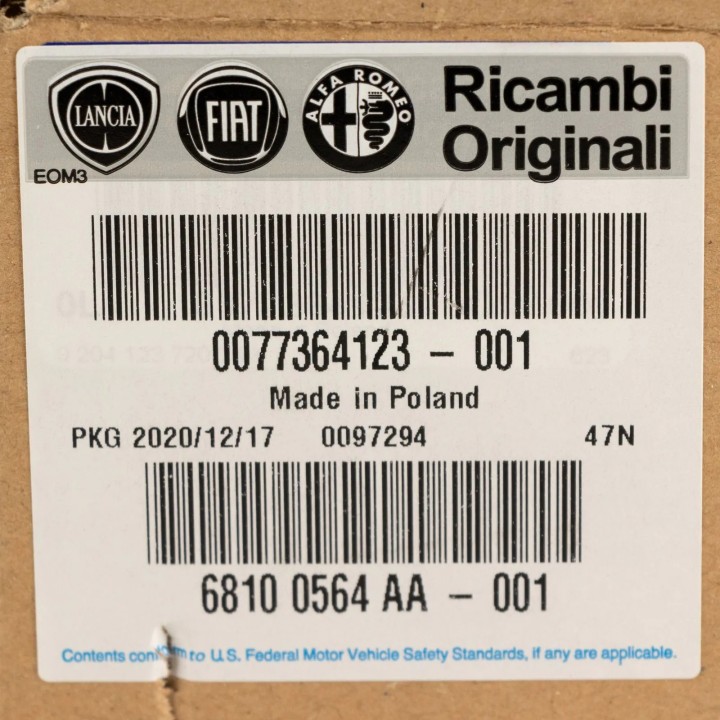 LANCIA FIAT ALFA ROMEO Ricambi
Originali
EOM3
0077364123 - 001
Made in Poland
PKG 2020/12/17 0097294 47N
6810 0564 AA - 001
Contents conform to U.S. Federal Motor Vehicle Safety Standards, if any are applicable.